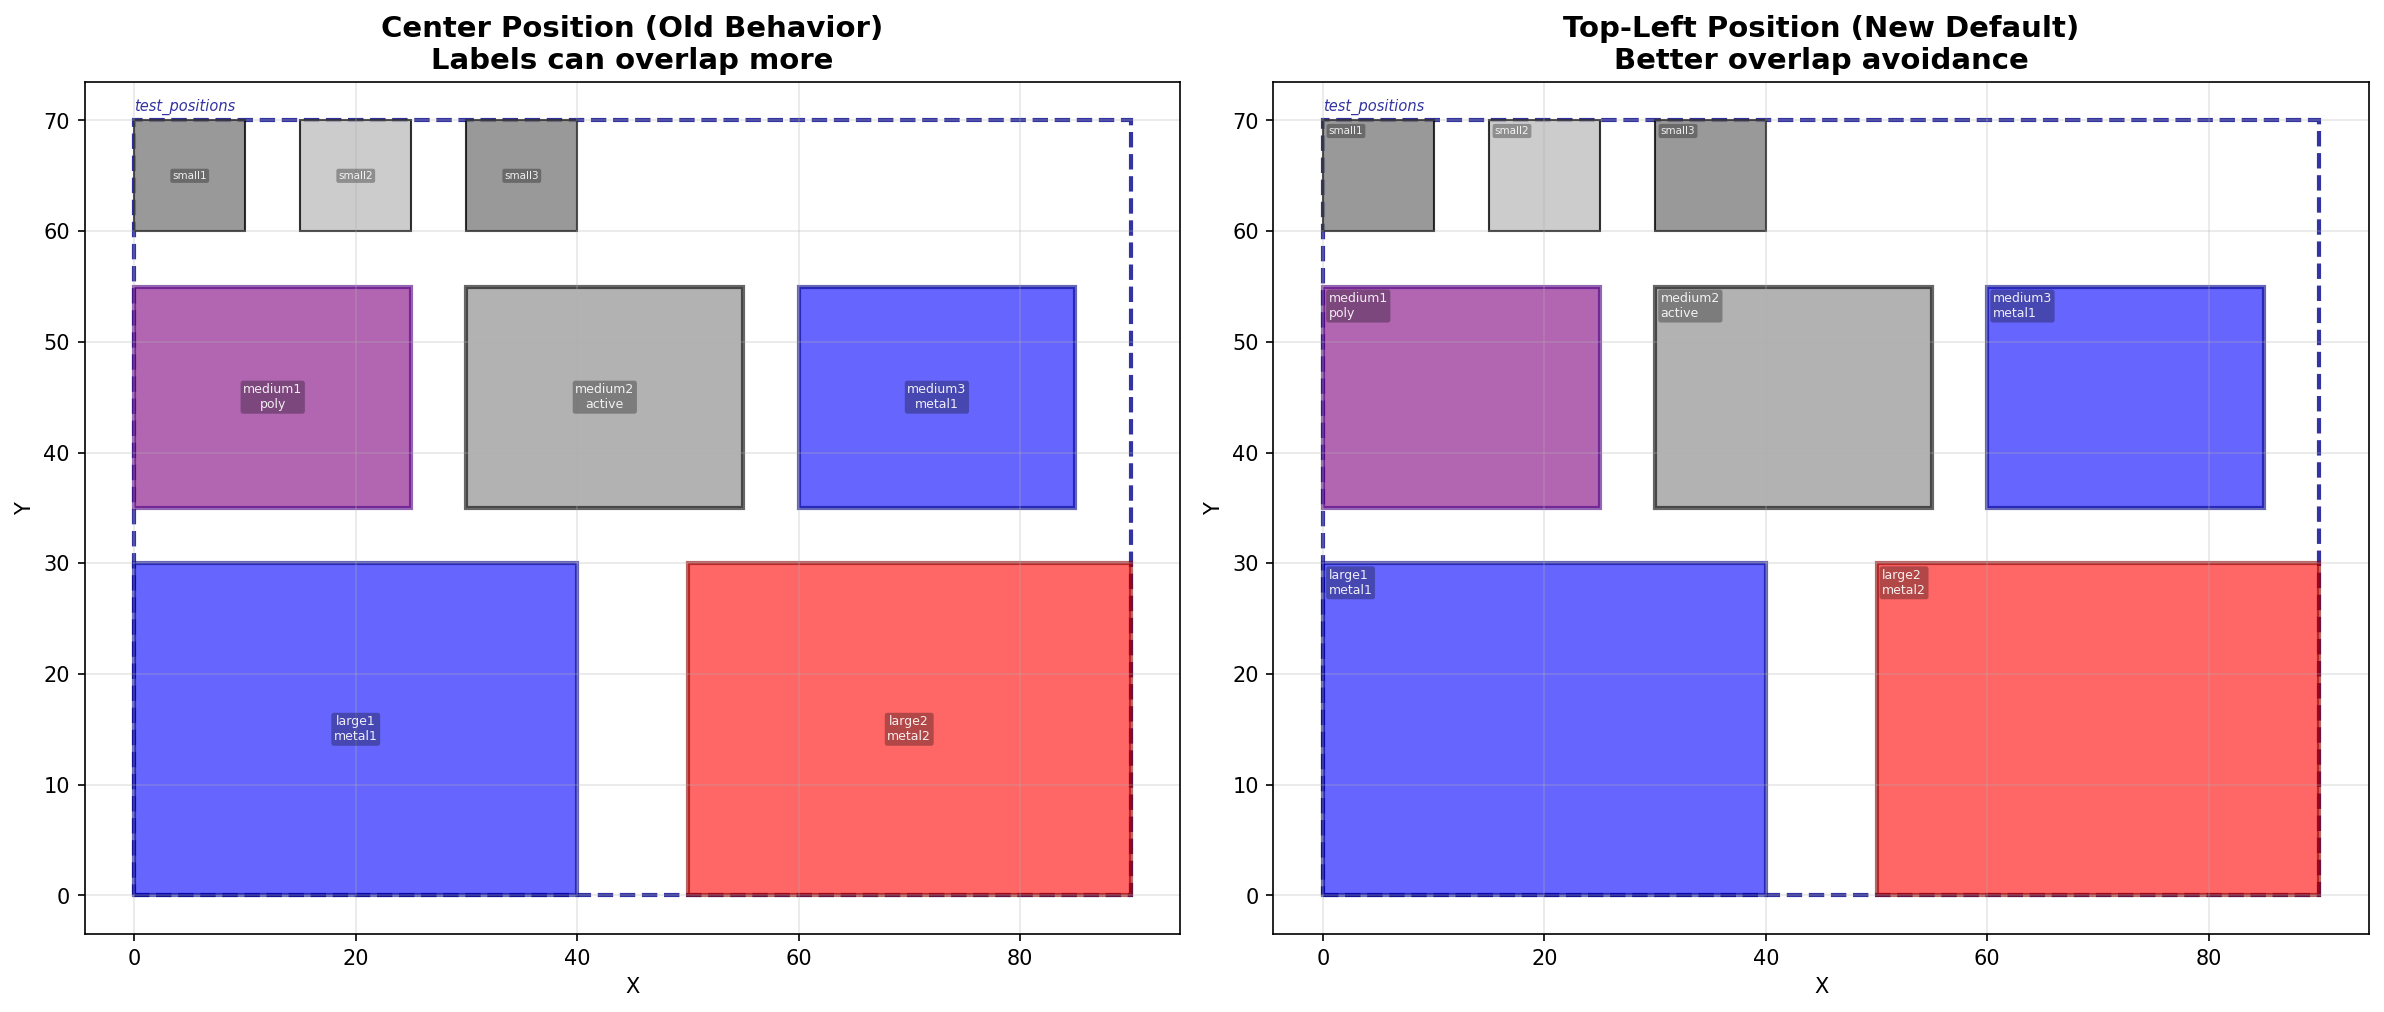 Center Position (Old Behavior)
Labels can overlap more
test_positions
70
small1
small2
small3
60
medium1
poly
medium2
active
medium3
metal1
50
40
Y
30
large1
metal1
large2
metal2
20
10
0
0
20
40
60
80
X
Top-Left Position (New Default)
Better overlap avoidance
test_positions
70
small1
small2
small3
60
medium1
poly
medium2
active
medium3
metal1
50
40
Y
30
large1
metal1
large2
metal2
20
10
0
0
20
40
60
80
X